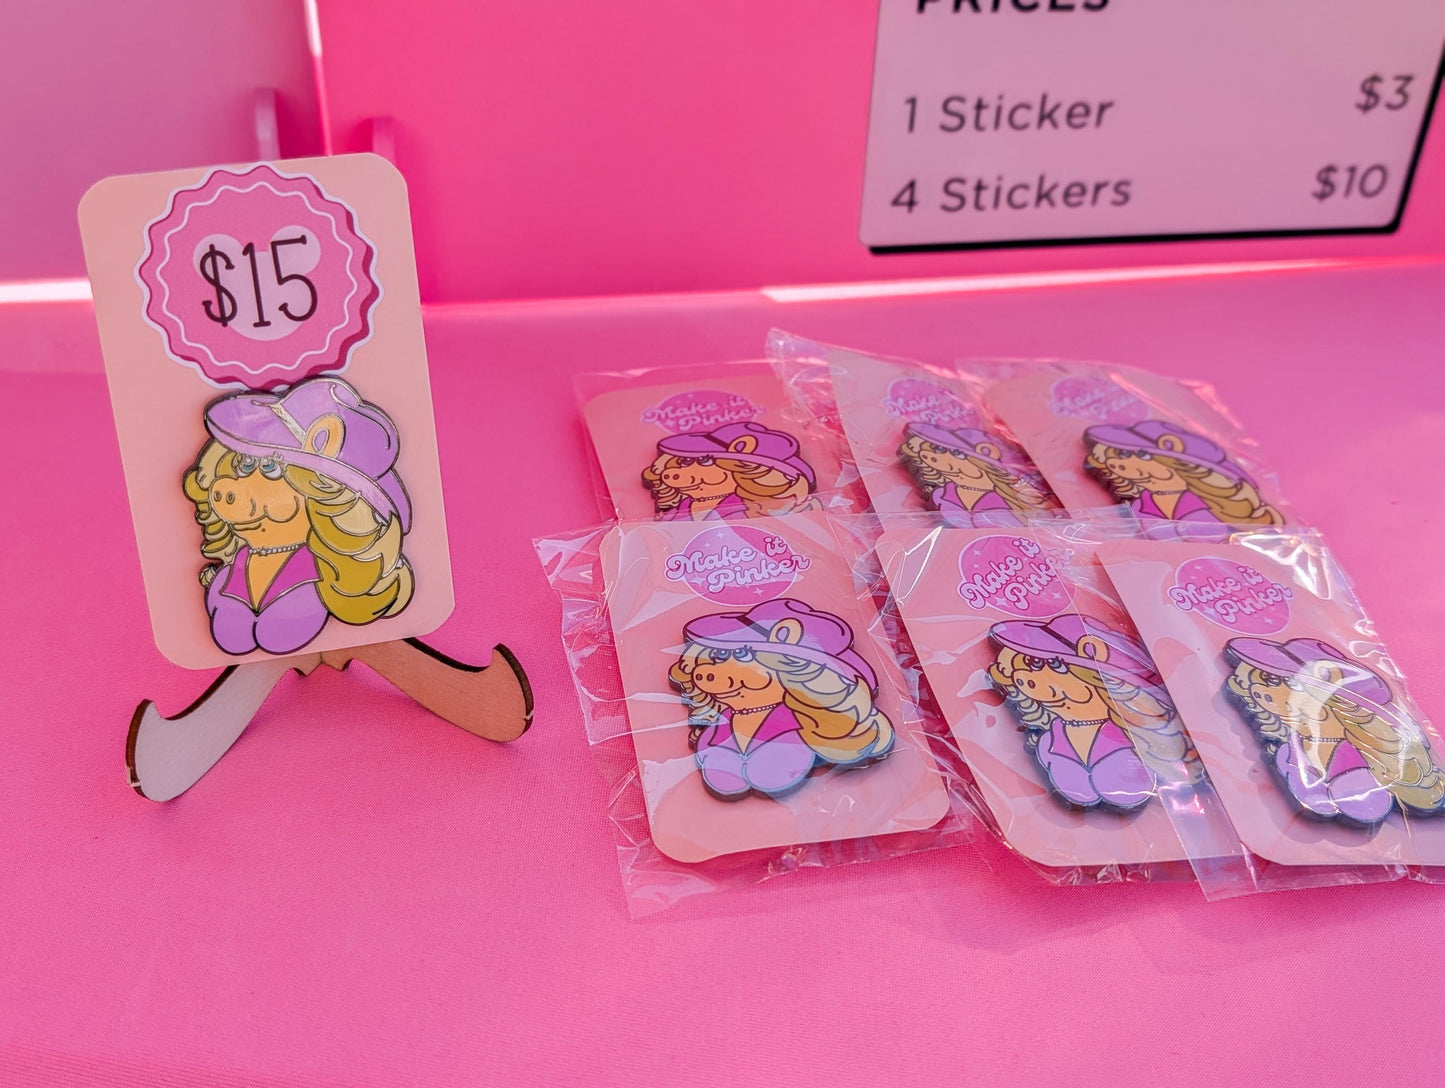 PRICES
1 Sticker $3
4 Stickers $10
$15
Make it
Pinker
Make it
Pinker
Make it
Pinker
Make it
Pinker
Make it
Pinker
Make it
Pinker